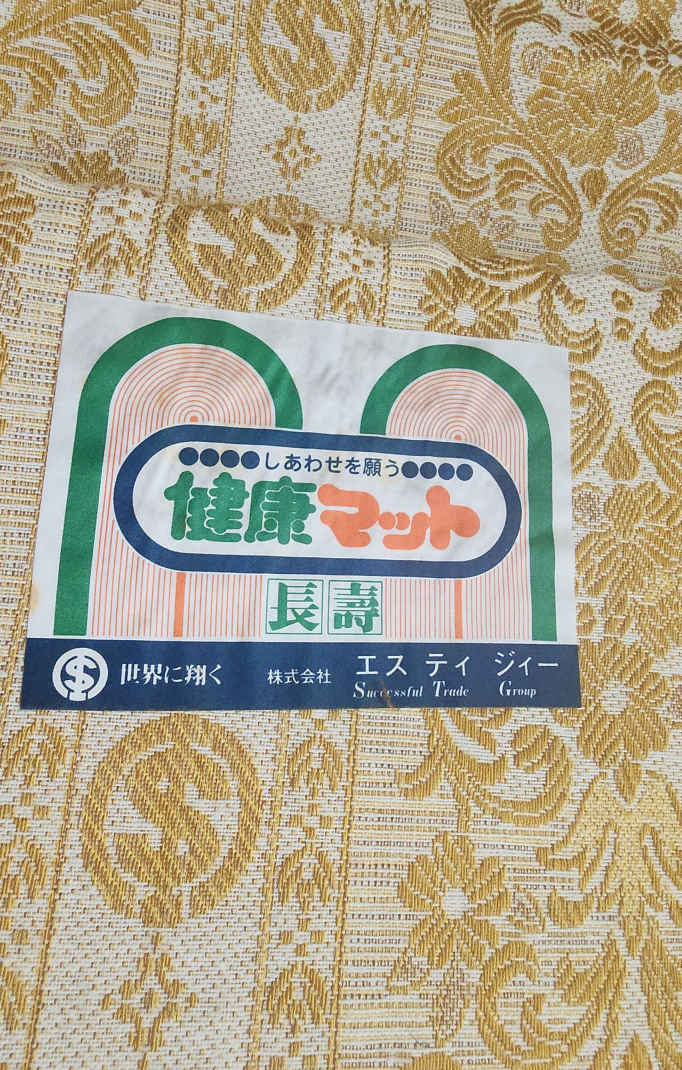 しあわせを願う
健康マット
長壽
世界に翔く 株式会社 エス ティ ジィー
Successful Trade Group